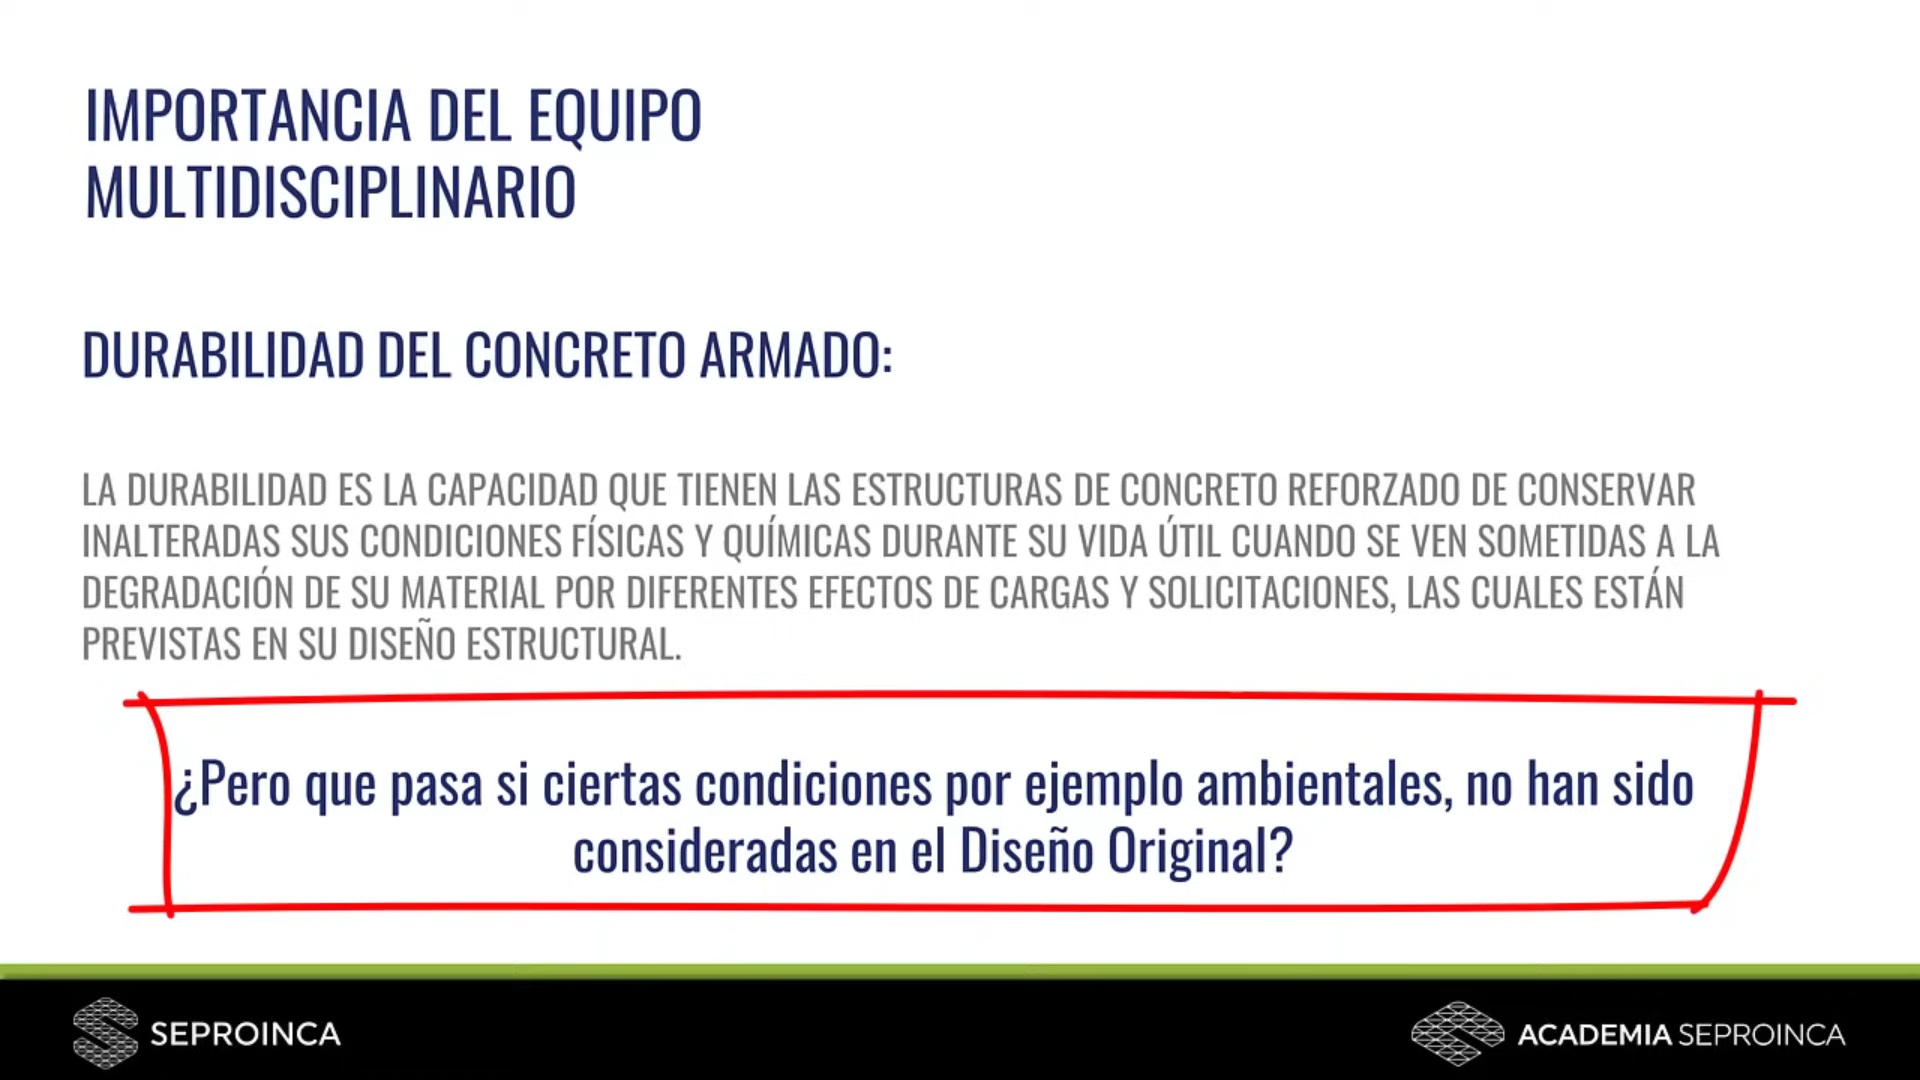 IMPORTANCIA DEL EQUIPO
MULTIDISCIPLINARIO
DURABILIDAD DEL CONCRETO ARMADO:
LA DURABILIDAD ES LA CAPACIDAD QUE TIENEN LAS ESTRUCTURAS DE CONCRETO REFORZADO DE CONSERVAR
INALTERADAS SUS CONDICIONES FÍSICAS Y QUÍMICAS DURANTE SU VIDA ÚTIL CUANDO SE VEN SOMETIDAS A LA
DEGRADACIÓN DE SU MATERIAL POR DIFERENTES EFECTOS DE CARGAS Y SOLICITACIONES, LAS CUALES ESTÁN
PREVISTAS EN SU DISEÑO ESTRUCTURAL.
¿Pero que pasa si ciertas condiciones por ejemplo ambientales, no han sido
consideradas en el Diseño Original?
SEPROINCA
ACADEMIA SEPROINCA